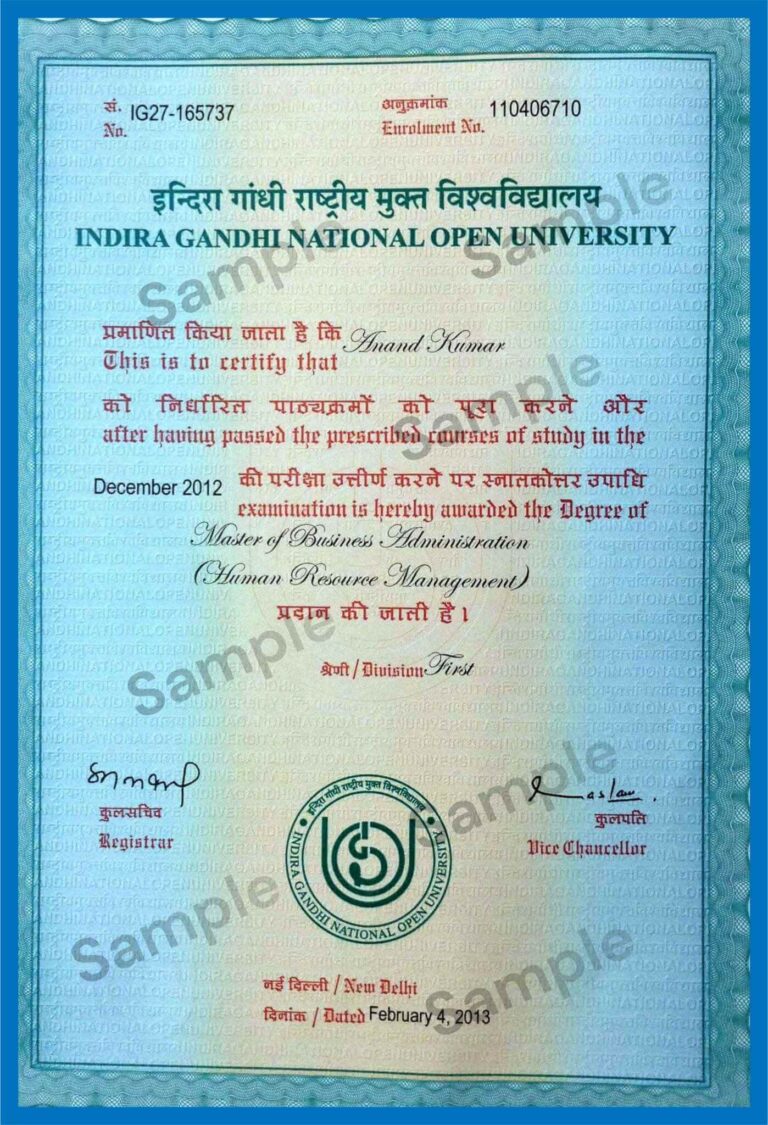 सं. IG27-165737
No.
अनुक्रमांक 110406710
Enrolment No.
इन्दिरा गांधी राष्ट्रीय मुक्त विश्वविद्यालय
INDIRA GANDHI NATIONAL OPEN UNIVERSITY
प्रमाणित किया जाता है कि Anand Kumar
This is to certify that
को निर्धारित पाठ्यक्रमों को पूरा करने और
after having passed the prescribed courses of study in the
December 2012 की परीक्षा उत्तीर्ण करने पर स्नातकोत्तर उपाधि
examination is hereby awarded the Degree of
Master of Business Administration
(Human Resource Management)
प्रदान की जाती है।
श्रेणी / Division First
कुलसचिव
Registrar
इन्दिरा गांधी राष्ट्रीय मुक्त विश्वविद्यालय
INDIRA GANDHI NATIONAL OPEN UNIVERSITY
कुलपति
Vice Chancellor
नई दिल्ली / New Delhi
दिनांक / Dated February 4, 2013
Sample
Sample
Sample
Sample
Sample
Sample
Sample